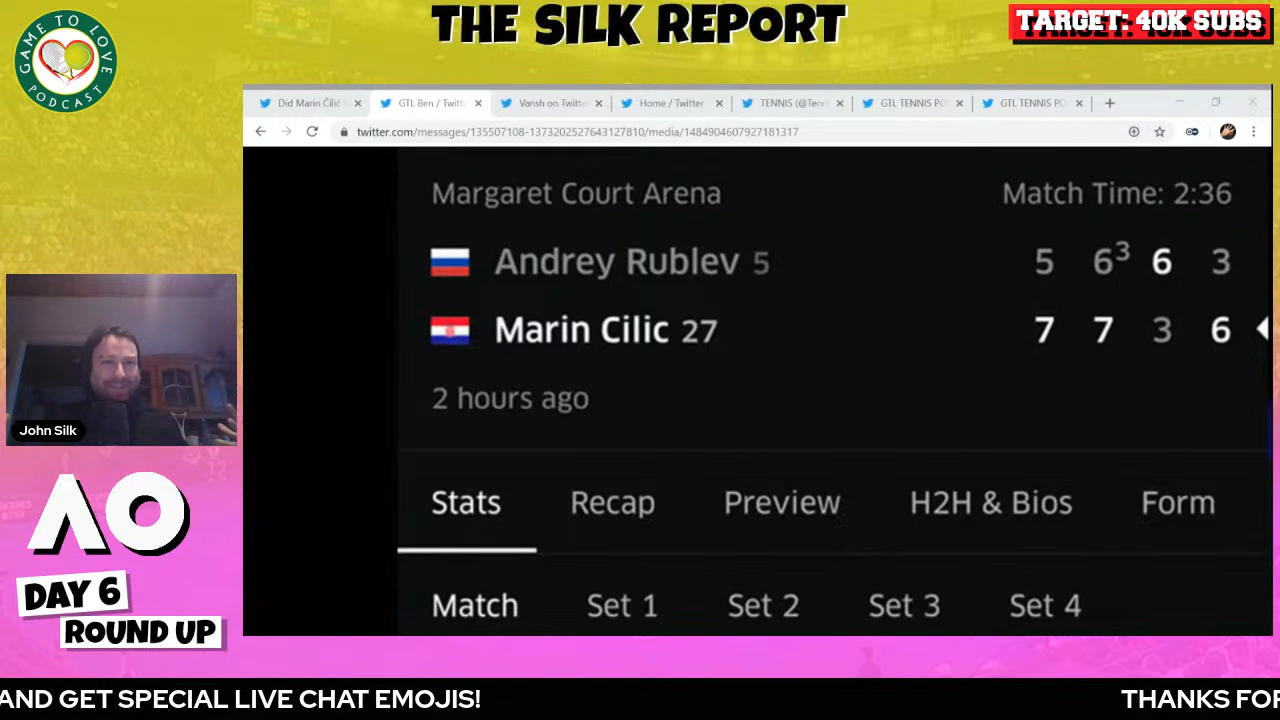 GAME TO LOVE
PODCAST
THE SILK REPORT
TARGET: 40K SUBS
Did Marin Čilić
GTL Ben / Twitt
Vansh on Twitte
Home / Twitter
TENNIS (@Tenn
GTL TENNIS PO
GTL TENNIS PO
twitter.com/messages/135507108-1373202527643127810/media/1484904607927181317
Margaret Court Arena
Match Time: 2:36
Andrey Rublev 5 5 6³ 6 3
Marin Cilic 27 7 7 3 6
2 hours ago
Stats Recap Preview H2H & Bios Form
Match Set 1 Set 2 Set 3 Set 4
John Silk
AO
DAY 6
ROUND UP
AND GET SPECIAL LIVE CHAT EMOJIS!
THANKS FOR